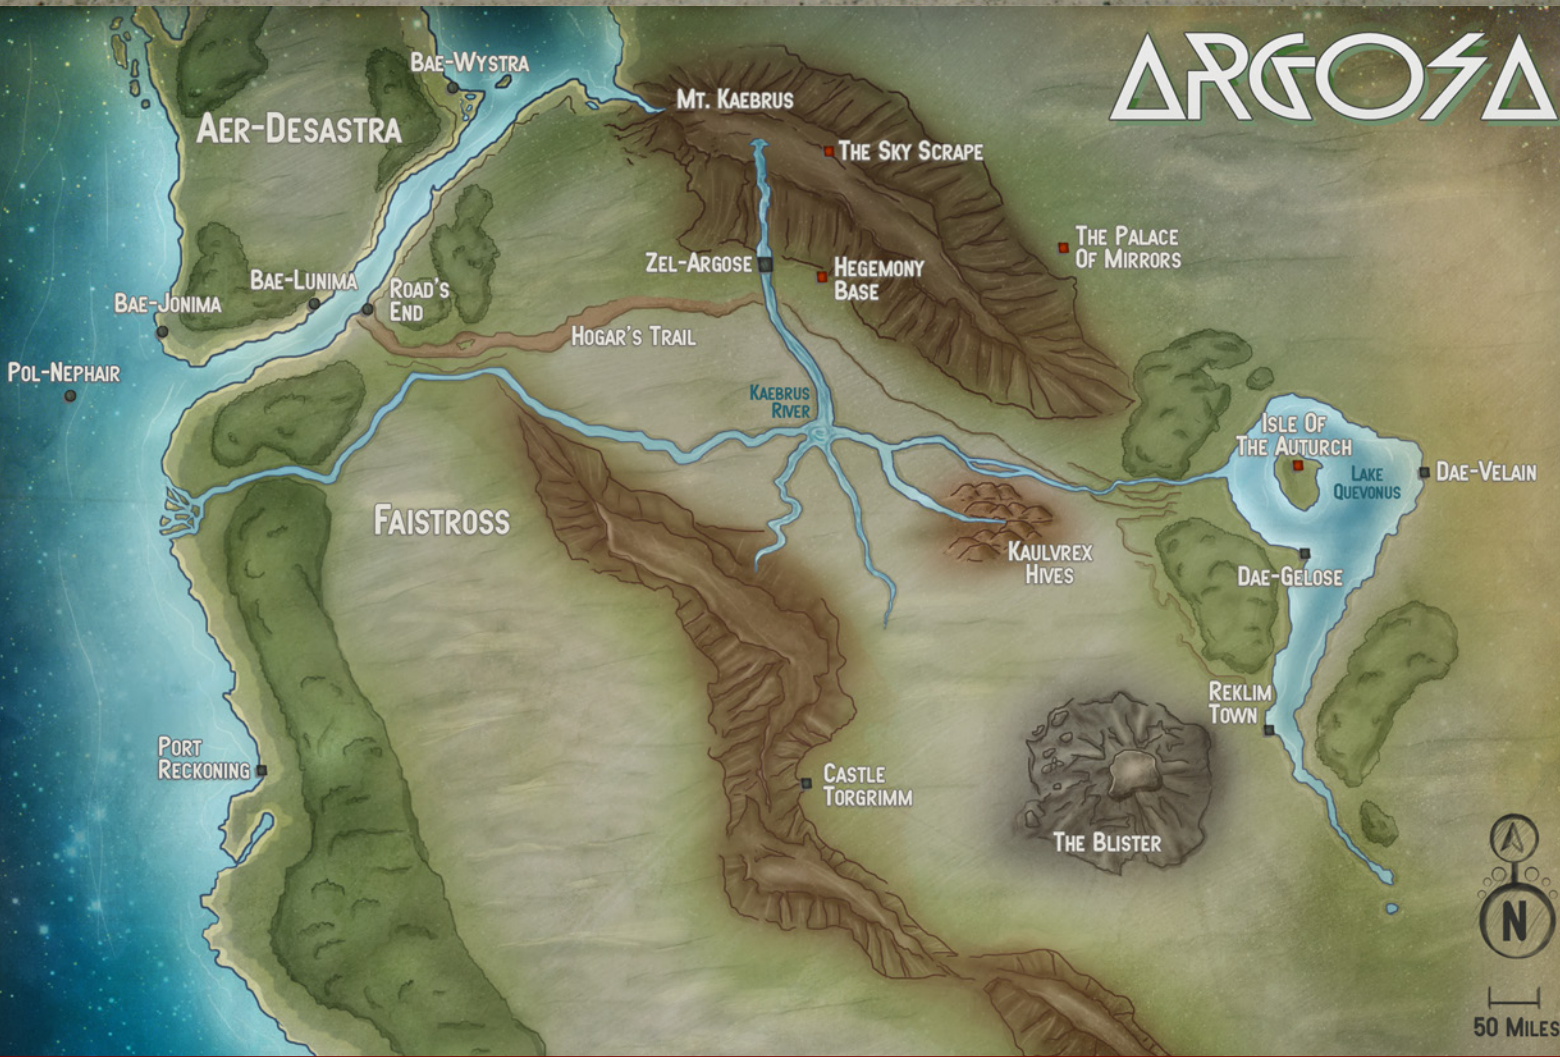 ARGOSA
Bae-Wystra
Mt. Kaebrus
Aer-Desastra
The Sky Scrape
The Palace
Of Mirrors
Zel-Argose
Hegemony
Base
Bae-Lunima
Road's
End
Bae-Jonima
Hogar's Trail
Pol-Nephair
Kaebrus
River
Isle Of
The Auturch
Lake
Quevonus
Dae-Velain
Faistross
Kaulvrex
Hives
Dae-Gelose
Reklim
Town
Port
Reckoning
Castle
Torgrimm
The Blister
N
50 Miles